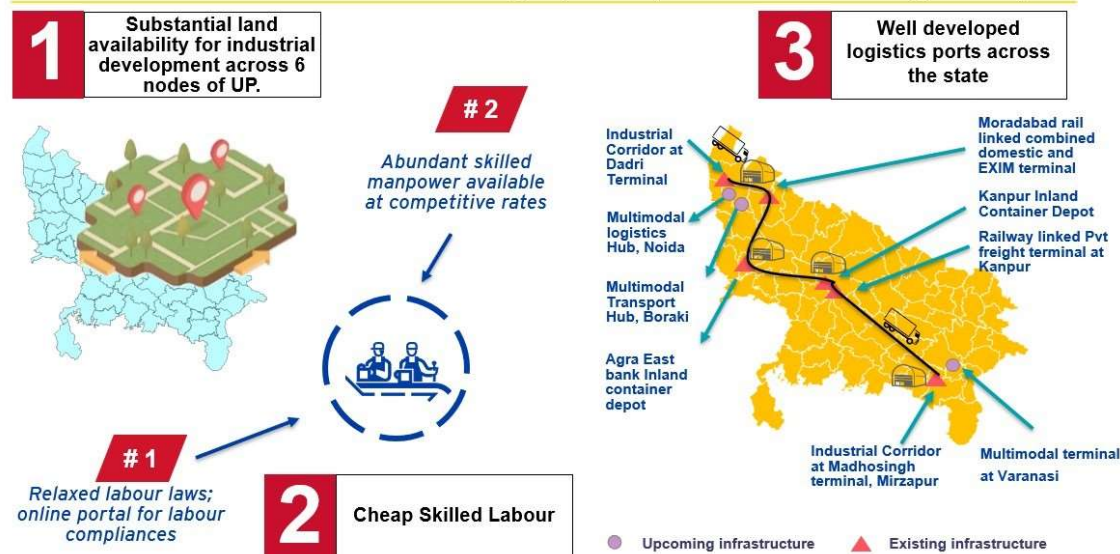 1
Substantial land
availability for industrial
development across 6
nodes of UP.
# 2
Abundant skilled
manpower available
at competitive rates
# 1
Relaxed labour laws;
online portal for labour
compliances
2
Cheap Skilled Labour
3
Well developed
logistics ports across
the state
Industrial
Corridor at
Dadri
Terminal
Multimodal
logistics
Hub, Noida
Multimodal
Transport
Hub, Boraki
Agra East
bank Inland
container
depot
Moradabad rail
linked combined
domestic and
EXIM terminal
Kanpur Inland
Container Depot
Railway linked Pvt
freight terminal at
Kanpur
Industrial Corridor
at Madhosingh
terminal, Mirzapur
Multimodal terminal
at Varanasi
Upcoming infrastructure
Existing infrastructure